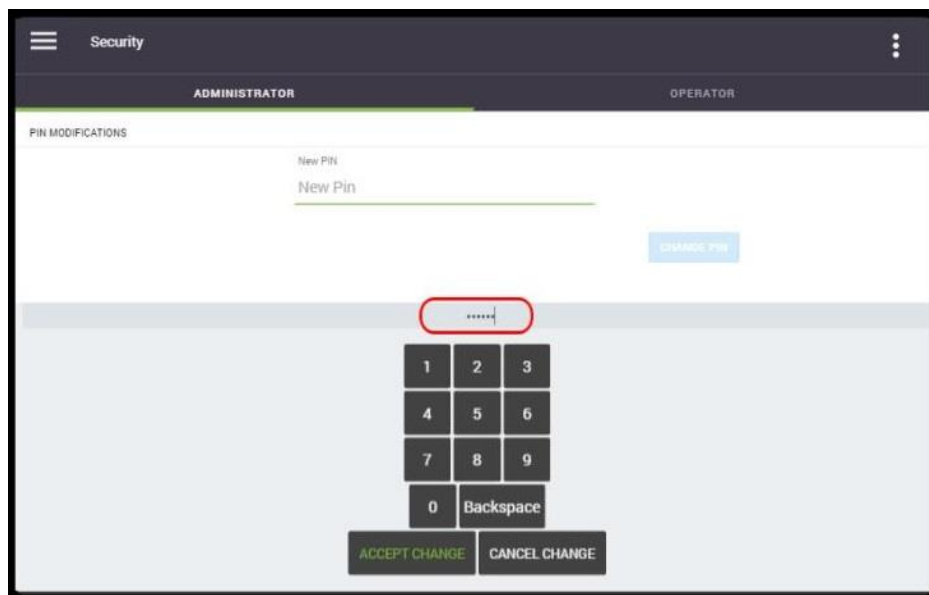 Security
ADMINISTRATOR OPERATOR
PIN MODIFICATIONS
New PIN
New Pin
CHANGE PIN
••••••
1 2 3
4 5 6
7 8 9
0 Backspace
ACCEPT CHANGE CANCEL CHANGE